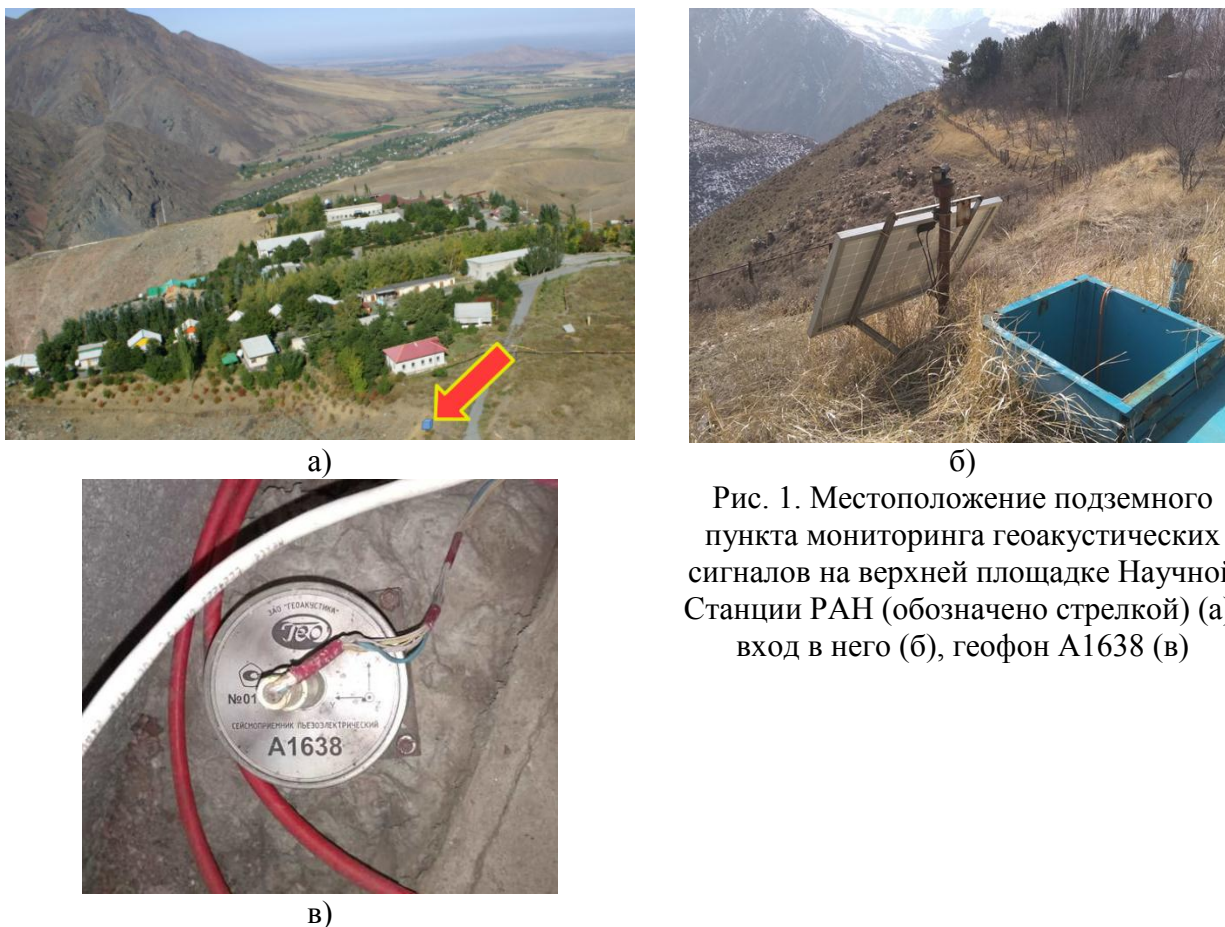 а)
б)
Рис. 1. Местоположение подземного
пункта мониторинга геоакустических
сигналов на верхней площадке Научной
Станции РАН (обозначено стрелкой) (а)
вход в него (б), геофон А1638 (в)
ЗАО "ГЕОАКУСТИКА"
Гео
№01
Y
Z
СЕЙСМОПРИЕМНИК ПЬЕЗОЭЛЕКТРИЧЕСКИЙ
А1638
в)